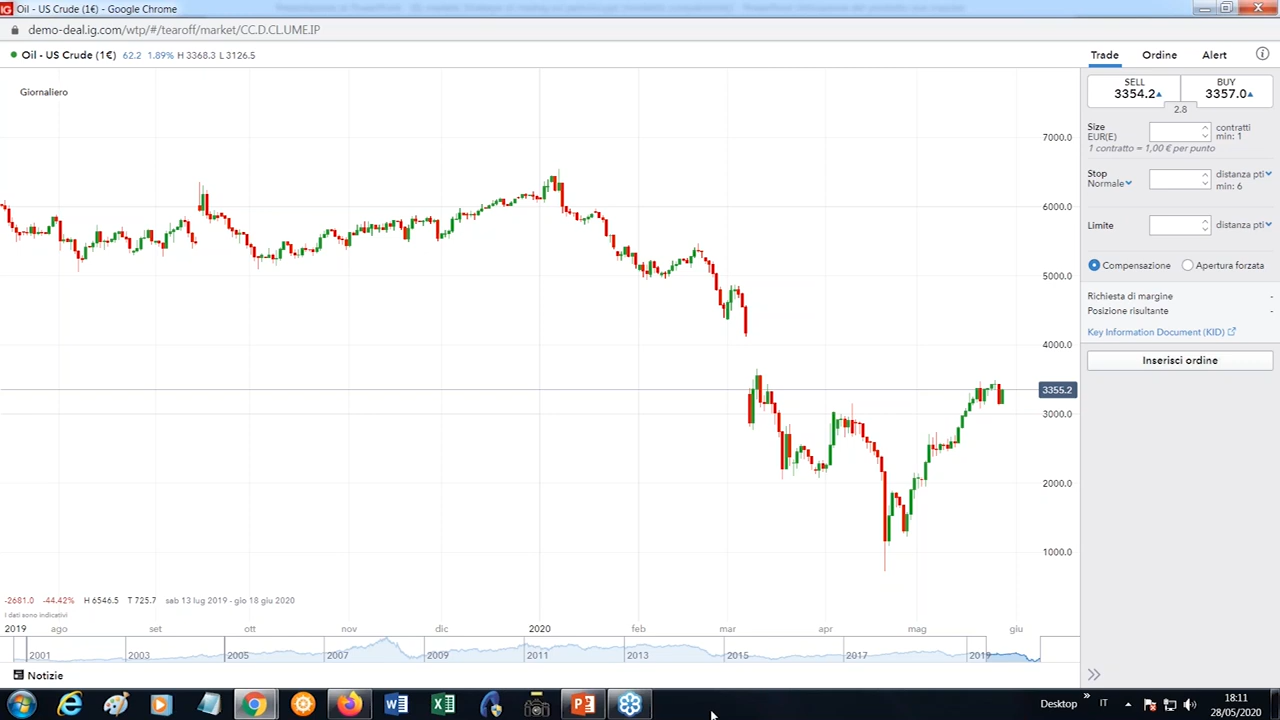 Oil - US Crude (1€) - Google Chrome
demo-deal.ig.com/wtp/#/tearoff/market/CC.D.CL.UME.IP
Oil - US Crude (1€) 62.2 1.89% H 3368.3 L 3126.5
Trade Ordine Alert
Giornaliero
SELL BUY
3354.2 3357.0
2.8
Size contratti
EUR(E) min: 1
1 contratto = 1,00 € per punto
Stop distanza pti
Normale min: 6
Limite distanza pti
Compensazione Apertura forzata
Richiesta di margine -
Posizione risultante -
Key Information Document (KID)
Inserisci ordine
7000.0
6000.0
5000.0
4000.0
3355.2
3000.0
2000.0
1000.0
-2681.0 -44.42% H 6546.5 T 725.7 sab 13 lug 2019 - gio 18 giu 2020
I dati sono indicativi
2019 ago set ott nov dic 2020 feb mar apr mag giu
2001 2003 2005 2007 2009 2011 2013 2015 2017 2019
Notizie
Desktop IT 18:11
28/05/2020